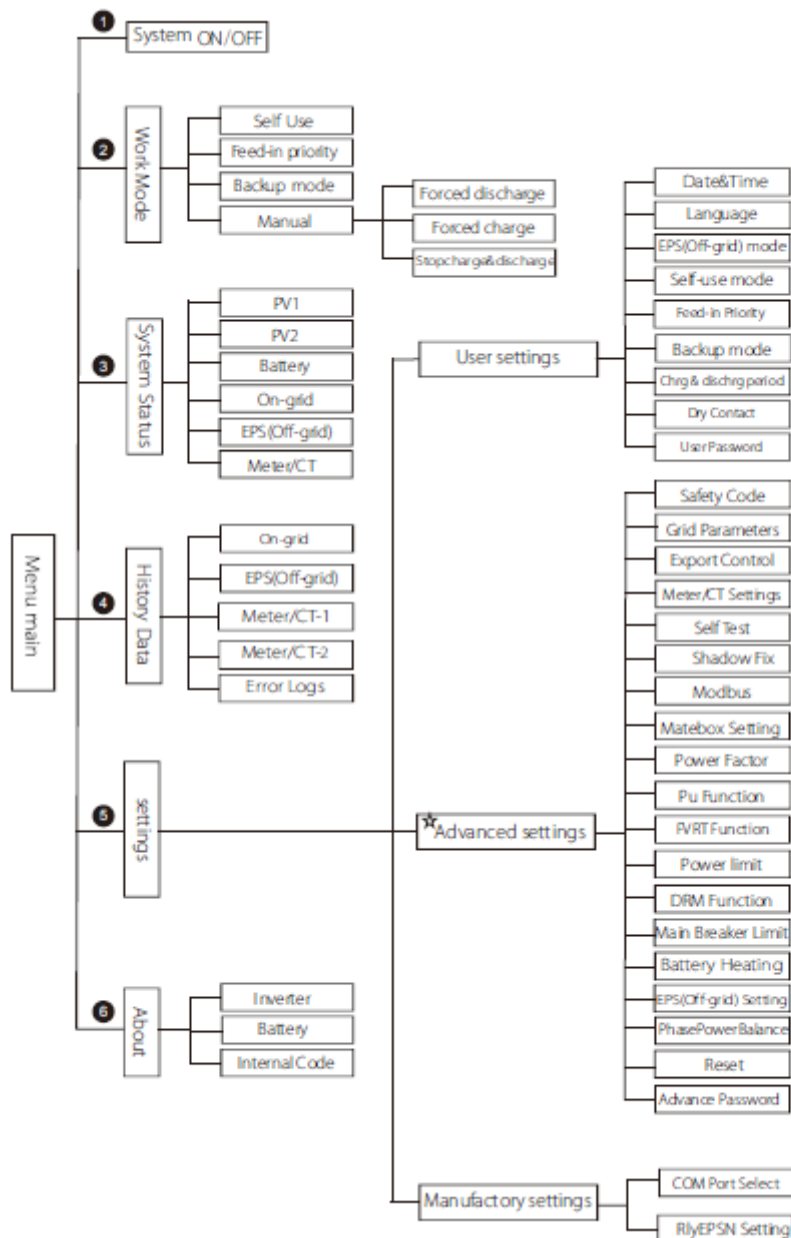 Menu main
1
System ON/OFF
2
Work Mode
Self Use
Feed-in priority
Backup mode
Manual
Forced discharge
Forced charge
Stopcharge&discharge
3
System Status
PV1
PV2
Battery
On-grid
EPS(Off-grid)
Meter/CT
4
History Data
On-grid
EPS(Off-grid)
Meter/CT-1
Meter/CT-2
Error Logs
5
settings
User settings
Date&Time
Language
EPS(Off-grid) mode
Self-use mode
Feed-in Priority
Backup mode
Chrg & dischrg period
Dry Contact
User Password
☆Advanced settings
Safety Code
Grid Parameters
Export Control
Meter/CT Settings
Self Test
Shadow Fix
Modbus
Matebox Setting
Power Factor
Pu Function
FVRT Function
Power limit
DRM Function
Main Breaker Limit
Battery Heating
EPS(Off-grid) Setting
PhasePowerBalance
Reset
Advance Password
Manufactory settings
COM Port Select
RlyEPSN Setting
6
About
Inverter
Battery
Internal Code